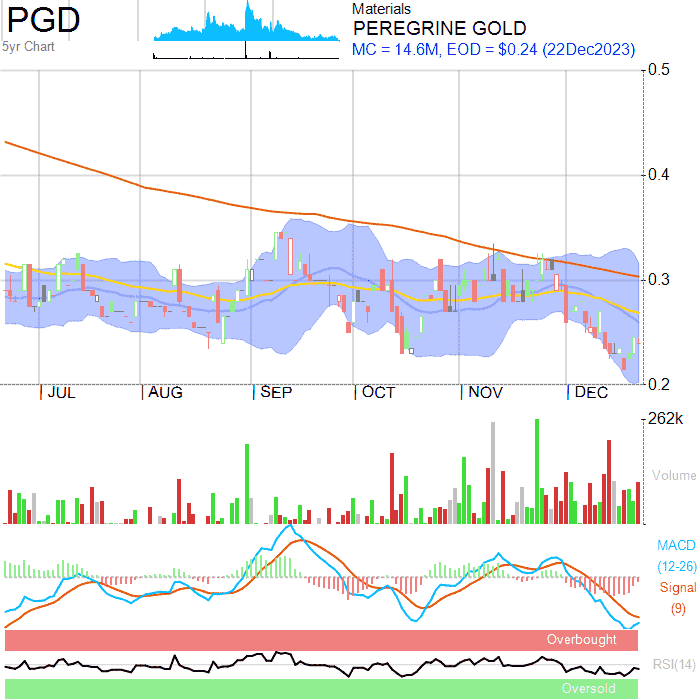 PGD
5yr Chart
Materials
PEREGRINE GOLD
MC = 14.6M, EOD = $0.24 (22Dec2023)
0.5
0.4
0.3
0.2
JUL AUG SEP OCT NOV DEC
262k
Volume
MACD
(12-26)
Signal
(9)
Overbought
RSI(14)
Oversold